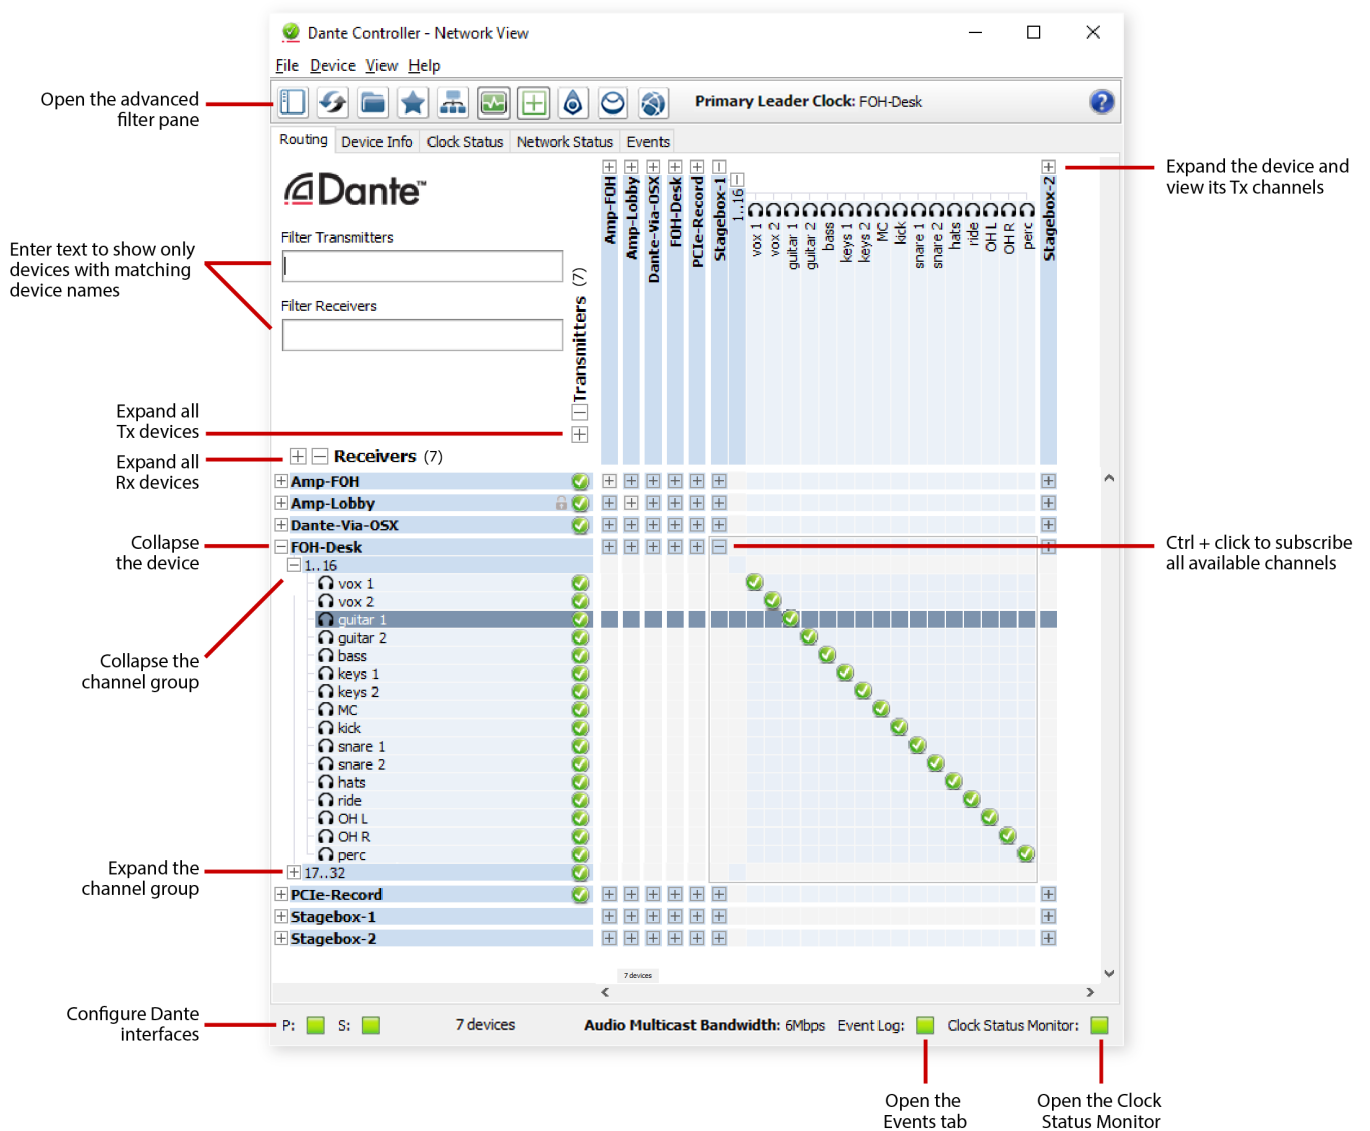 Dante Controller - Network View
File Device View Help
Open the advanced
filter pane
Primary Leader Clock: FOH-Desk
?
Routing Device Info Clock Status Network Status Events
Dante™
Filter Transmitters
Filter Receivers
Enter text to show only
devices with matching
device names
Transmitters (7)
Amp-FOH
Amp-Lobby
Dante-Via-OSX
FOH-Desk
PCIe-Record
Stagebox-1
1..16
vox 1
vox 2
guitar 1
guitar 2
bass
keys 1
keys 2
MC
kick
snare 1
snare 2
hats
ride
OH L
OH R
perc
Stagebox-2
Expand the device and
view its Tx channels
Expand all
Tx devices
Expand all
Rx devices
Receivers (7)
Amp-FOH
Amp-Lobby
Dante-Via-OSX
Collapse
the device
FOH-Desk
Ctrl + click to subscribe
all available channels
1..16
vox 1
vox 2
guitar 1
guitar 2
bass
keys 1
keys 2
MC
kick
snare 1
snare 2
hats
ride
OH L
OH R
perc
Collapse the
channel group
Expand the
channel group
17..32
PCIe-Record
Stagebox-1
Stagebox-2
7 devices
Configure Dante
interfaces
P: S: 7 devices Audio Multicast Bandwidth: 6Mbps Event Log: Clock Status Monitor:
Open the
Events tab
Open the Clock
Status Monitor